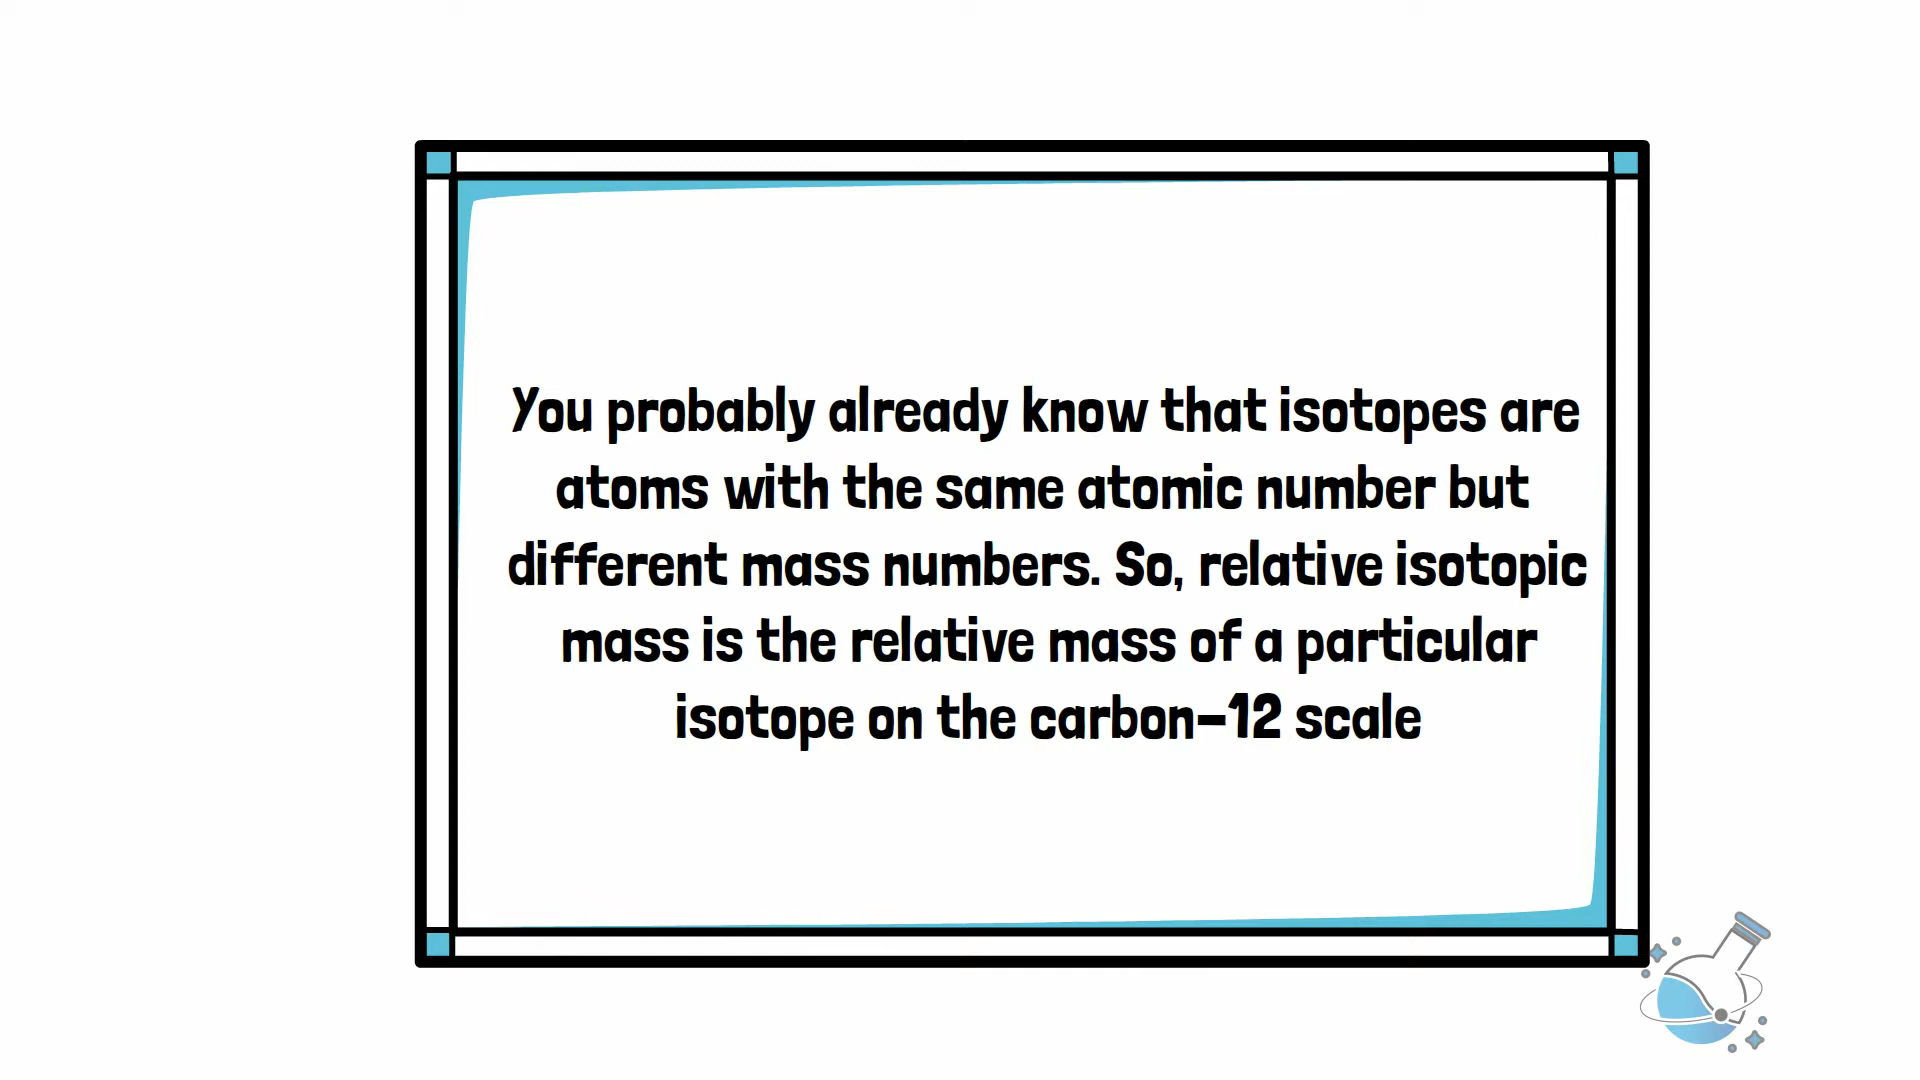 You probably already know that isotopes are
atoms with the same atomic number but
different mass numbers. So, relative isotopic
mass is the relative mass of a particular
isotope on the carbon-12 scale